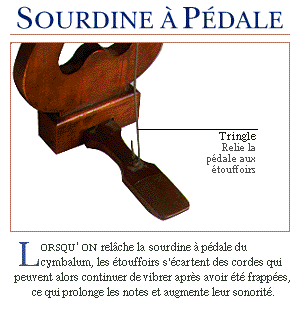 SOURDINE À PÉDALE
Tringle
Relie la
pédale aux
étouffoirs
LORSQU'ON relâche la sourdine à pédale du
cymbalum, les étouffoirs s'écartent des cordes qui
peuvent alors continuer de vibrer après avoir été frappées,
ce qui prolonge les notes et augmente leur sonorité.